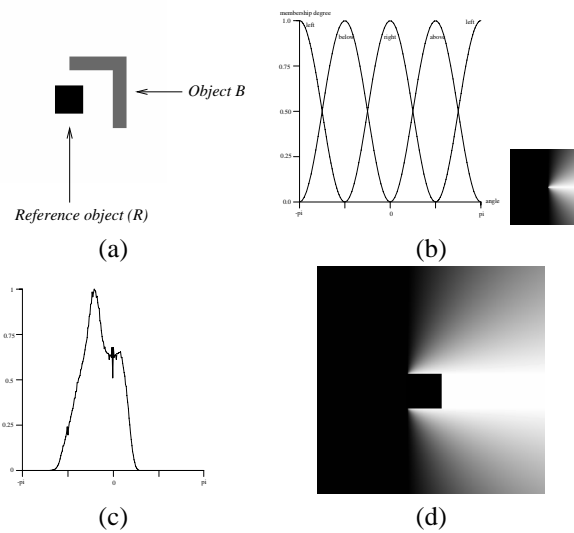 Object B
Reference object (R)
(a)
membership degree
1.0
left
below
right
above
left
0.75
0.50
0.25
0.0
-pi
0
pi
angle
(b)
1
0.75
0.5
0.25
0
-pi
0
pi
(c)
(d)